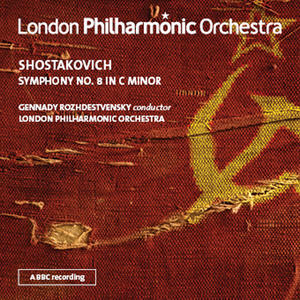 London Philharmonic Orchestra
SHOSTAKOVICH
SYMPHONY NO. 8 IN C MINOR
GENNADY ROZHDESTVENSKY conductor
LONDON PHILHARMONIC ORCHESTRA
A BBC recording